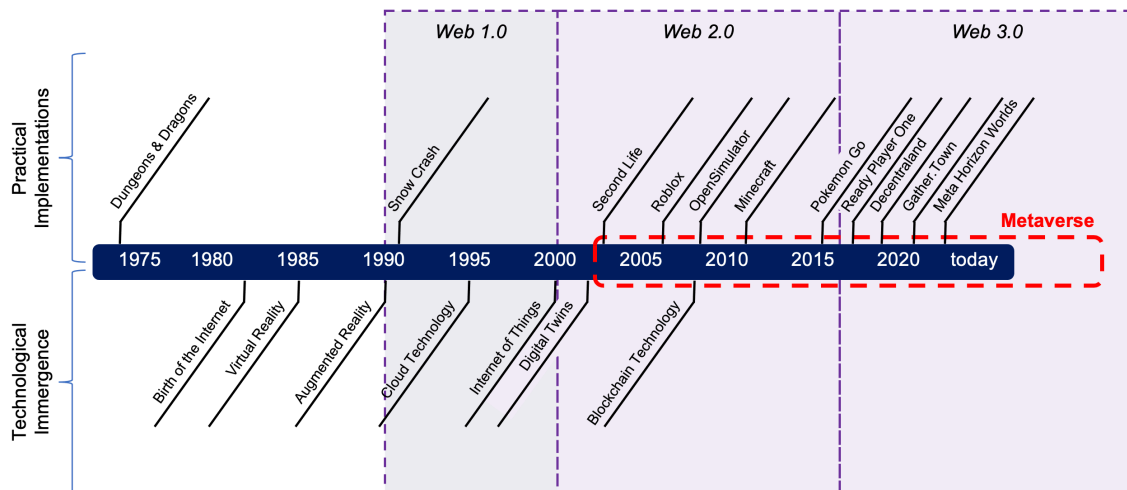 Web 1.0
Web 2.0
Web 3.0
Practical
Implementations
Dungeons & Dragons
Snow Crash
Second Life
Roblox
OpenSimulator
Minecraft
Pokemon Go
Ready Player One
Decentraland
Gather.Town
Meta Horizon Worlds
Metaverse
1975
1980
1985
1990
1995
2000
2005
2010
2015
2020
today
Technological
Immergence
Birth of the Internet
Virtual Reality
Augmented Reality
Cloud Technology
Internet of Things
Digital Twins
Blockchain Technology